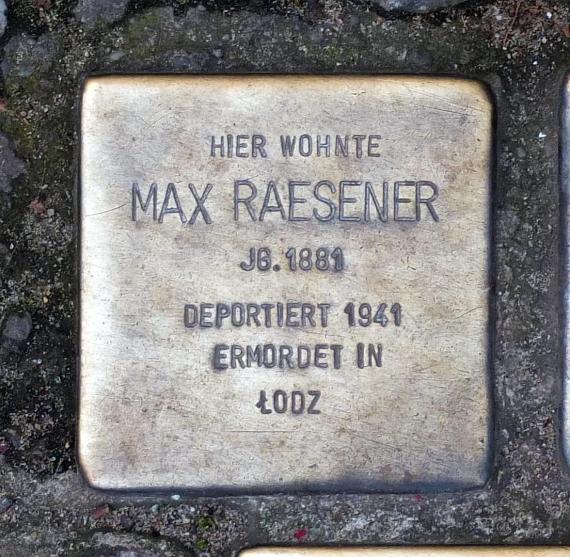 HIER WOHNTE
MAX RAESENER
JG. 1881
DEPORTIERT 1941
ERMORDET IN
ŁODZ